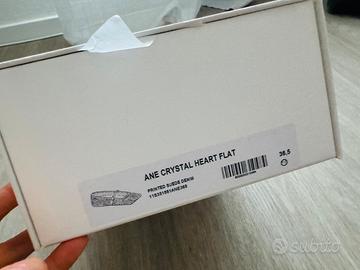 ANE CRYSTAL HEART FLAT
36.5
PRINTED SUEDE DENIM
subito